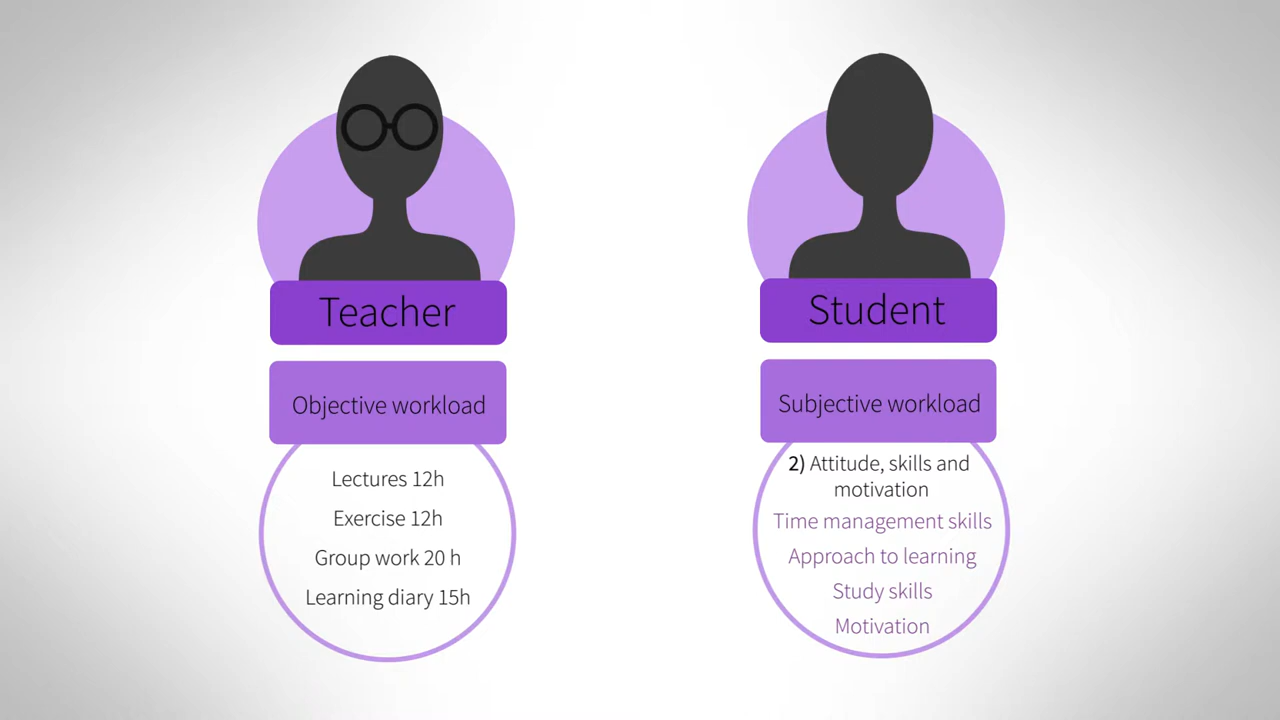 Teacher
Objective workload
Lectures 12h
Exercise 12h
Group work 20 h
Learning diary 15h
Student
Subjective workload
2) Attitude, skills and
motivation
Time management skills
Approach to learning
Study skills
Motivation